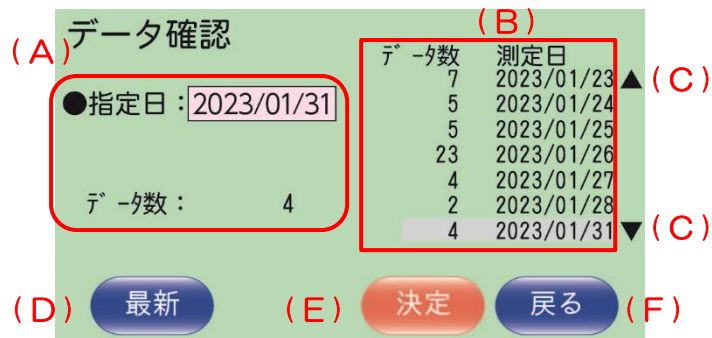 データ確認
(A)
●指定日：2023/01/31
ﾃﾞｰﾀ数： 4
(B)
ﾃﾞｰﾀ数 測定日
7 2023/01/23 ▲ (C)
5 2023/01/24
5 2023/01/25
23 2023/01/26
4 2023/01/27
2 2023/01/28
4 2023/01/31 ▼ (C)
(D) 最新
(E) 決定
戻る (F)